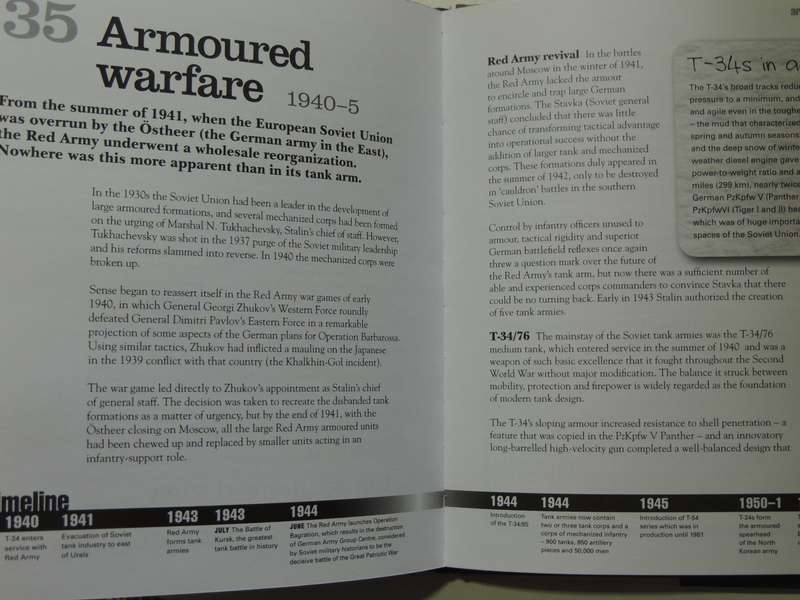 35 Armoured
warfare 1940–5
From the summer of 1941, when the European Soviet Union
was overrun by the Östheer (the German army in the East),
the Red Army underwent a wholesale reorganization.
Nowhere was this more apparent than in its tank arm.
In the 1930s the Soviet Union had been a leader in the development of
large armoured formations, and several mechanized corps had been formed
on the urging of Marshal N. Tukhachevsky, Stalin's chief of staff. However,
Tukhachevsky was shot in the 1937 purge of the Soviet military leadership
and his reforms slammed into reverse. In 1940 the mechanized corps were
broken up.
Sense began to reassert itself in the Red Army war games of early
1940, in which General Georgi Zhukov's Western Force roundly
defeated General Dimitri Pavlov's Eastern Force in a remarkable
projection of some aspects of the German plans for Operation Barbarossa.
Using similar tactics, Zhukov had inflicted a mauling on the Japanese
in the 1939 conflict with that country (the Khalkhin-Gol incident).
The war game led directly to Zhukov's appointment as Stalin's chief
of general staff. The decision was taken to recreate the disbanded tank
formations as a matter of urgency, but by the end of 1941, with the
Östheer closing on Moscow, all the large Red Army armoured units
had been chewed up and replaced by smaller units acting in an
infantry-support role.
meline
1940
T-34 enters
service with
Red Army
1941
Evacuation of Soviet
tank industry to east
of Urals
1943
Red Army
forms tank
armies
1943
JULY The Battle of
Kursk, the greatest
tank battle in history
1944
JUNE The Red Army launches Operation
Bagration, which results in the destruction
of German Army Group Centre, considered
by Soviet military historians to be the
decisive battle of the Great Patriotic War
Red Army revival In the battles
around Moscow in the winter of 1941,
the Red Army lacked the armour
to encircle and trap large German
formations. The Stavka (Soviet general
staff) concluded that there was little
chance of transforming tactical advantage
into operational success without the
addition of larger tank and mechanized
corps. These formations duly appeared in
the summer of 1942, only to be destroyed
in 'cauldron' battles in the southern
Soviet Union.
Control by infantry officers unused to
armour, tactical rigidity and superior
German battlefield reflexes once again
threw a question mark over the future of
the Red Army's tank arm, but now there was a sufficient number of
able and experienced corps commanders to convince Stavka that there
could be no turning back. Early in 1943 Stalin authorized the creation
of five tank armies.
T-34/76 The mainstay of the Soviet tank armies was the T-34/76
medium tank, which entered service in the summer of 1940 and was a
weapon of such basic excellence that it fought throughout the Second
World War without major modification. The balance it struck between
mobility, protection and firepower is widely regarded as the foundation
of modern tank design.
The T-34's sloping armour increased resistance to shell penetration – a
feature that was copied in the PzKpfw V Panther – and an innovatory
long-barrelled high-velocity gun completed a well-balanced design that
T-34s in a
The T-34's broad tracks redu
pressure to a minimum, and
and agile even in the toughe
– the mud that characterized
spring and autumn seasons
and the deep snow of winter
weather diesel engine gave
power-to-weight ratio and a
miles (299 km), nearly twice
German PzKpfw V (Panther
PzKpfwVI (Tiger I and II) ba
which was of huge importa
spaces of the Soviet Union.
1944
Introduction
of the T-34/85
1944
Tank armies now contain
two or three tank corps and a
corps of mechanized infantry
– 900 tanks, 850 artillery
pieces and 50,000 men
1945
Introduction of T-54
series which was in
production until 1981
1950–1
T-34s form
the armoured
spearhead
of the North
Korean army